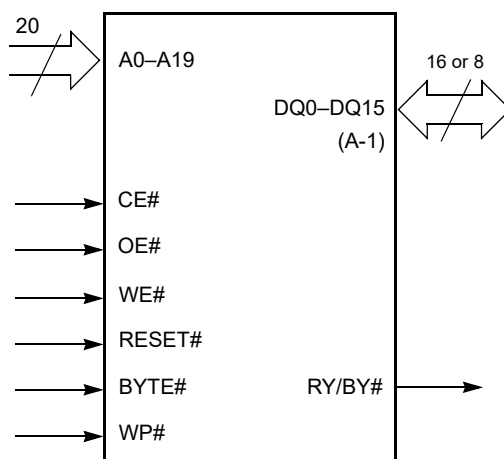 20
A0–A19
16 or 8
DQ0–DQ15
(A-1)
CE#
OE#
WE#
RESET#
BYTE#
RY/BY#
WP#